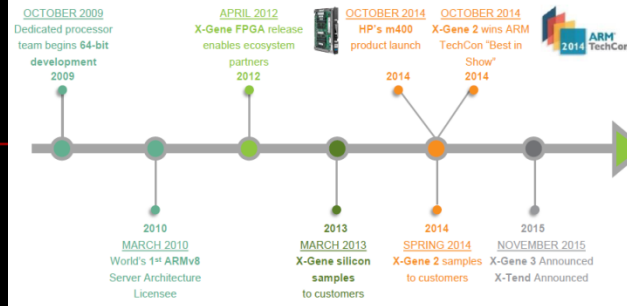 OCTOBER 2009
Dedicated processor
team begins 64-bit
development
2009
APRIL 2012
X-Gene FPGA release
enables ecosystem
partners
2012
OCTOBER 2014
HP's m400
product launch
2014
OCTOBER 2014
X-Gene 2 wins ARM
TechCon "Best in
Show"
2014
ARM
2014 TechCon
2010
MARCH 2010
World's 1st ARMv8
Server Architecture
Licensee
2013
MARCH 2013
X-Gene silicon
samples
to customers
2014
SPRING 2014
X-Gene 2 samples
to customers
2015
NOVEMBER 2015
X-Gene 3 Announced
X-Tend Announced